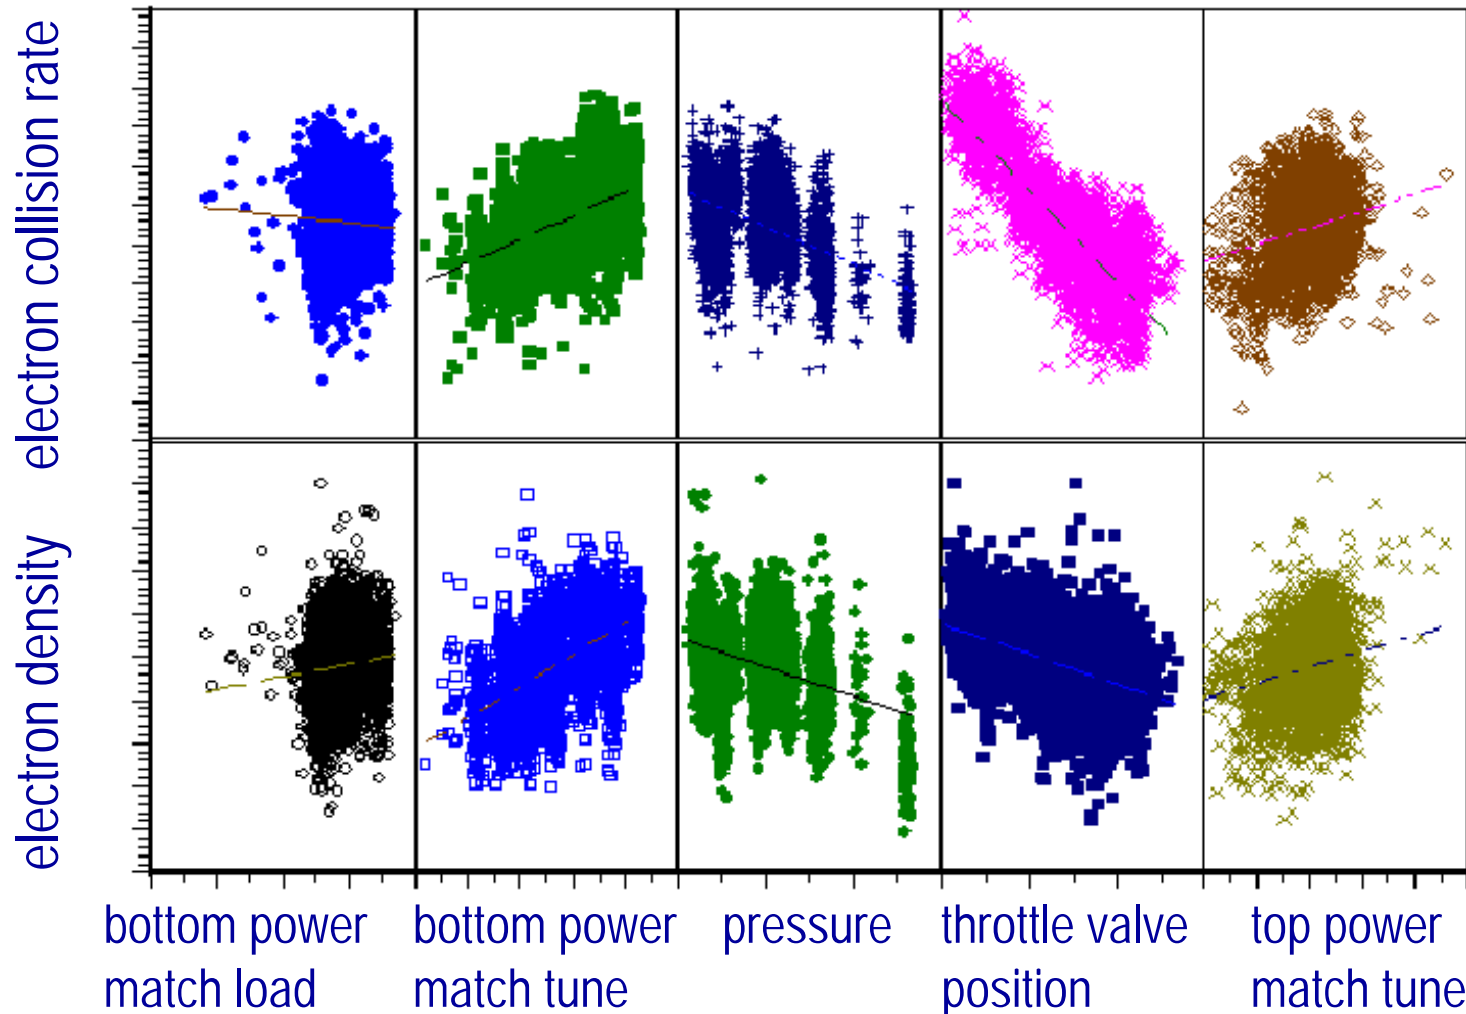 electron collision rate
electron density
bottom power
match load
bottom power
match tune
pressure
throttle valve
position
top power
match tune